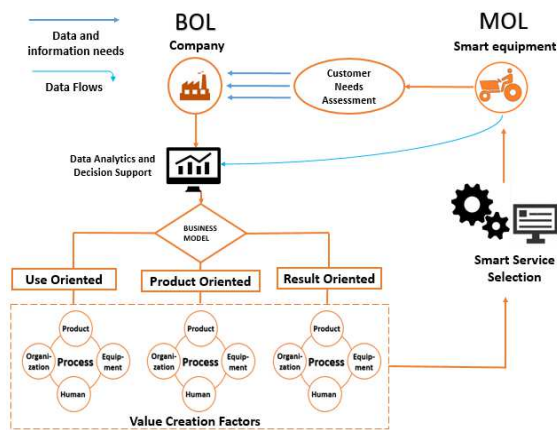 BOL
MOL
Data and
information needs
Company
Smart equipment
Data Flows
Customer
Needs
Assessment
Data Analytics and
Decision Support
BUSINESS
MODEL
Smart Service
Selection
Use Oriented
Product Oriented
Result Oriented
Product
Organi-
zation
Process
Equip-
ment
Human
Product
Organi-
zation
Process
Equip-
ment
Human
Product
Organi-
zation
Process
Equip-
ment
Human
Value Creation Factors